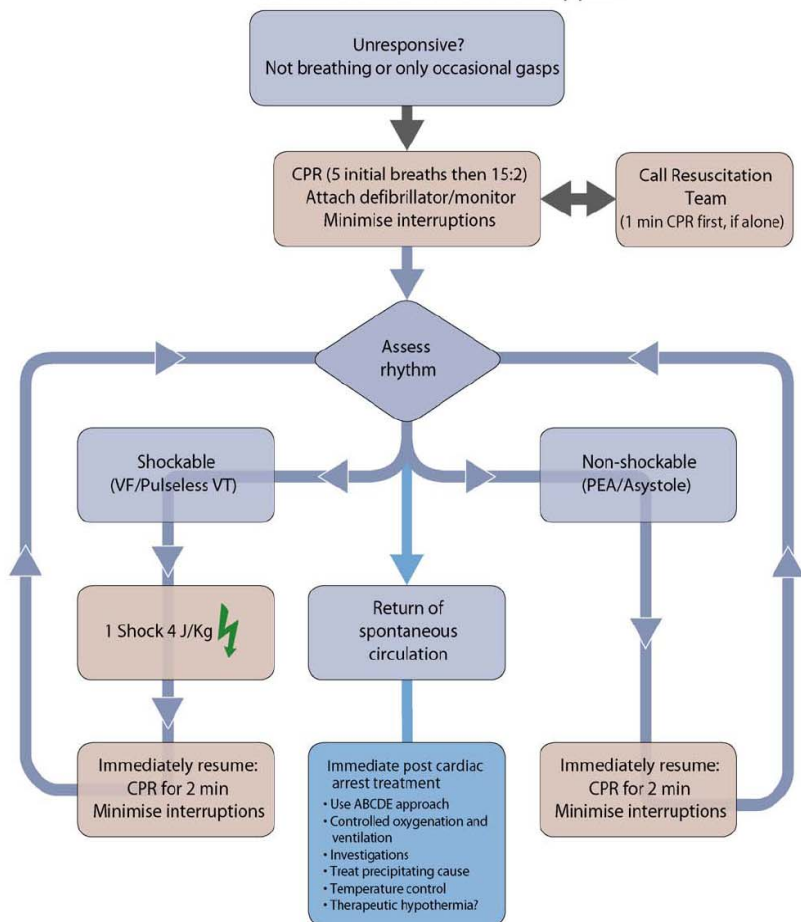 Unresponsive?
Not breathing or only occasional gasps
CPR (5 initial breaths then 15:2)
Attach defibrillator/monitor
Minimise interruptions
Call Resuscitation
Team
(1 min CPR first, if alone)
Assess
rhythm
Shockable
(VF/Pulseless VT)
Non-shockable
(PEA/Asystole)
1 Shock 4 J/Kg
Return of
spontaneous
circulation
Immediately resume:
CPR for 2 min
Minimise interruptions
Immediate post cardiac
arrest treatment
• Use ABCDE approach
• Controlled oxygenation and
ventilation
• Investigations
• Treat precipitating cause
• Temperature control
• Therapeutic hypothermia?
Immediately resume:
CPR for 2 min
Minimise interruptions